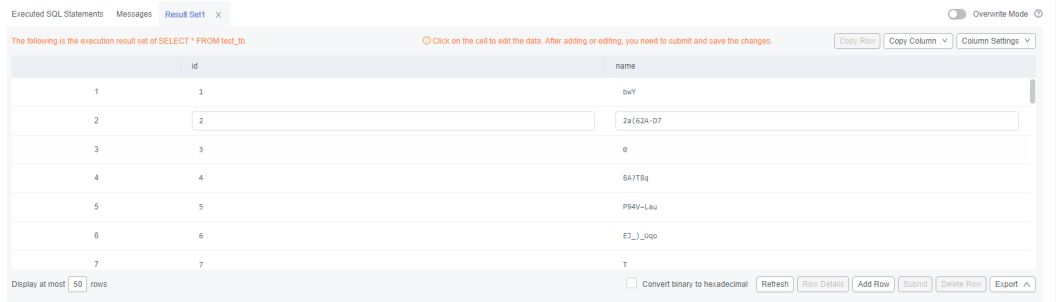 Executed SQL Statements Messages Result Set1 × Overwrite Mode
The following is the execution result set of SELECT * FROM test_tb. Click on the cell to edit the data. After adding or editing, you need to submit and save the changes. Copy Row Copy Column Column Settings
id name
1 1 bwY
2 2 2a(62A-D7
3 3 0
4 4 8A?T8q
5 5 P94V-Lau
6 6 EJ_)_Uqo
7 7 T
Display at most 50 rows Convert binary to hexadecimal Refresh Row Details Add Row Submit Delete Row Export